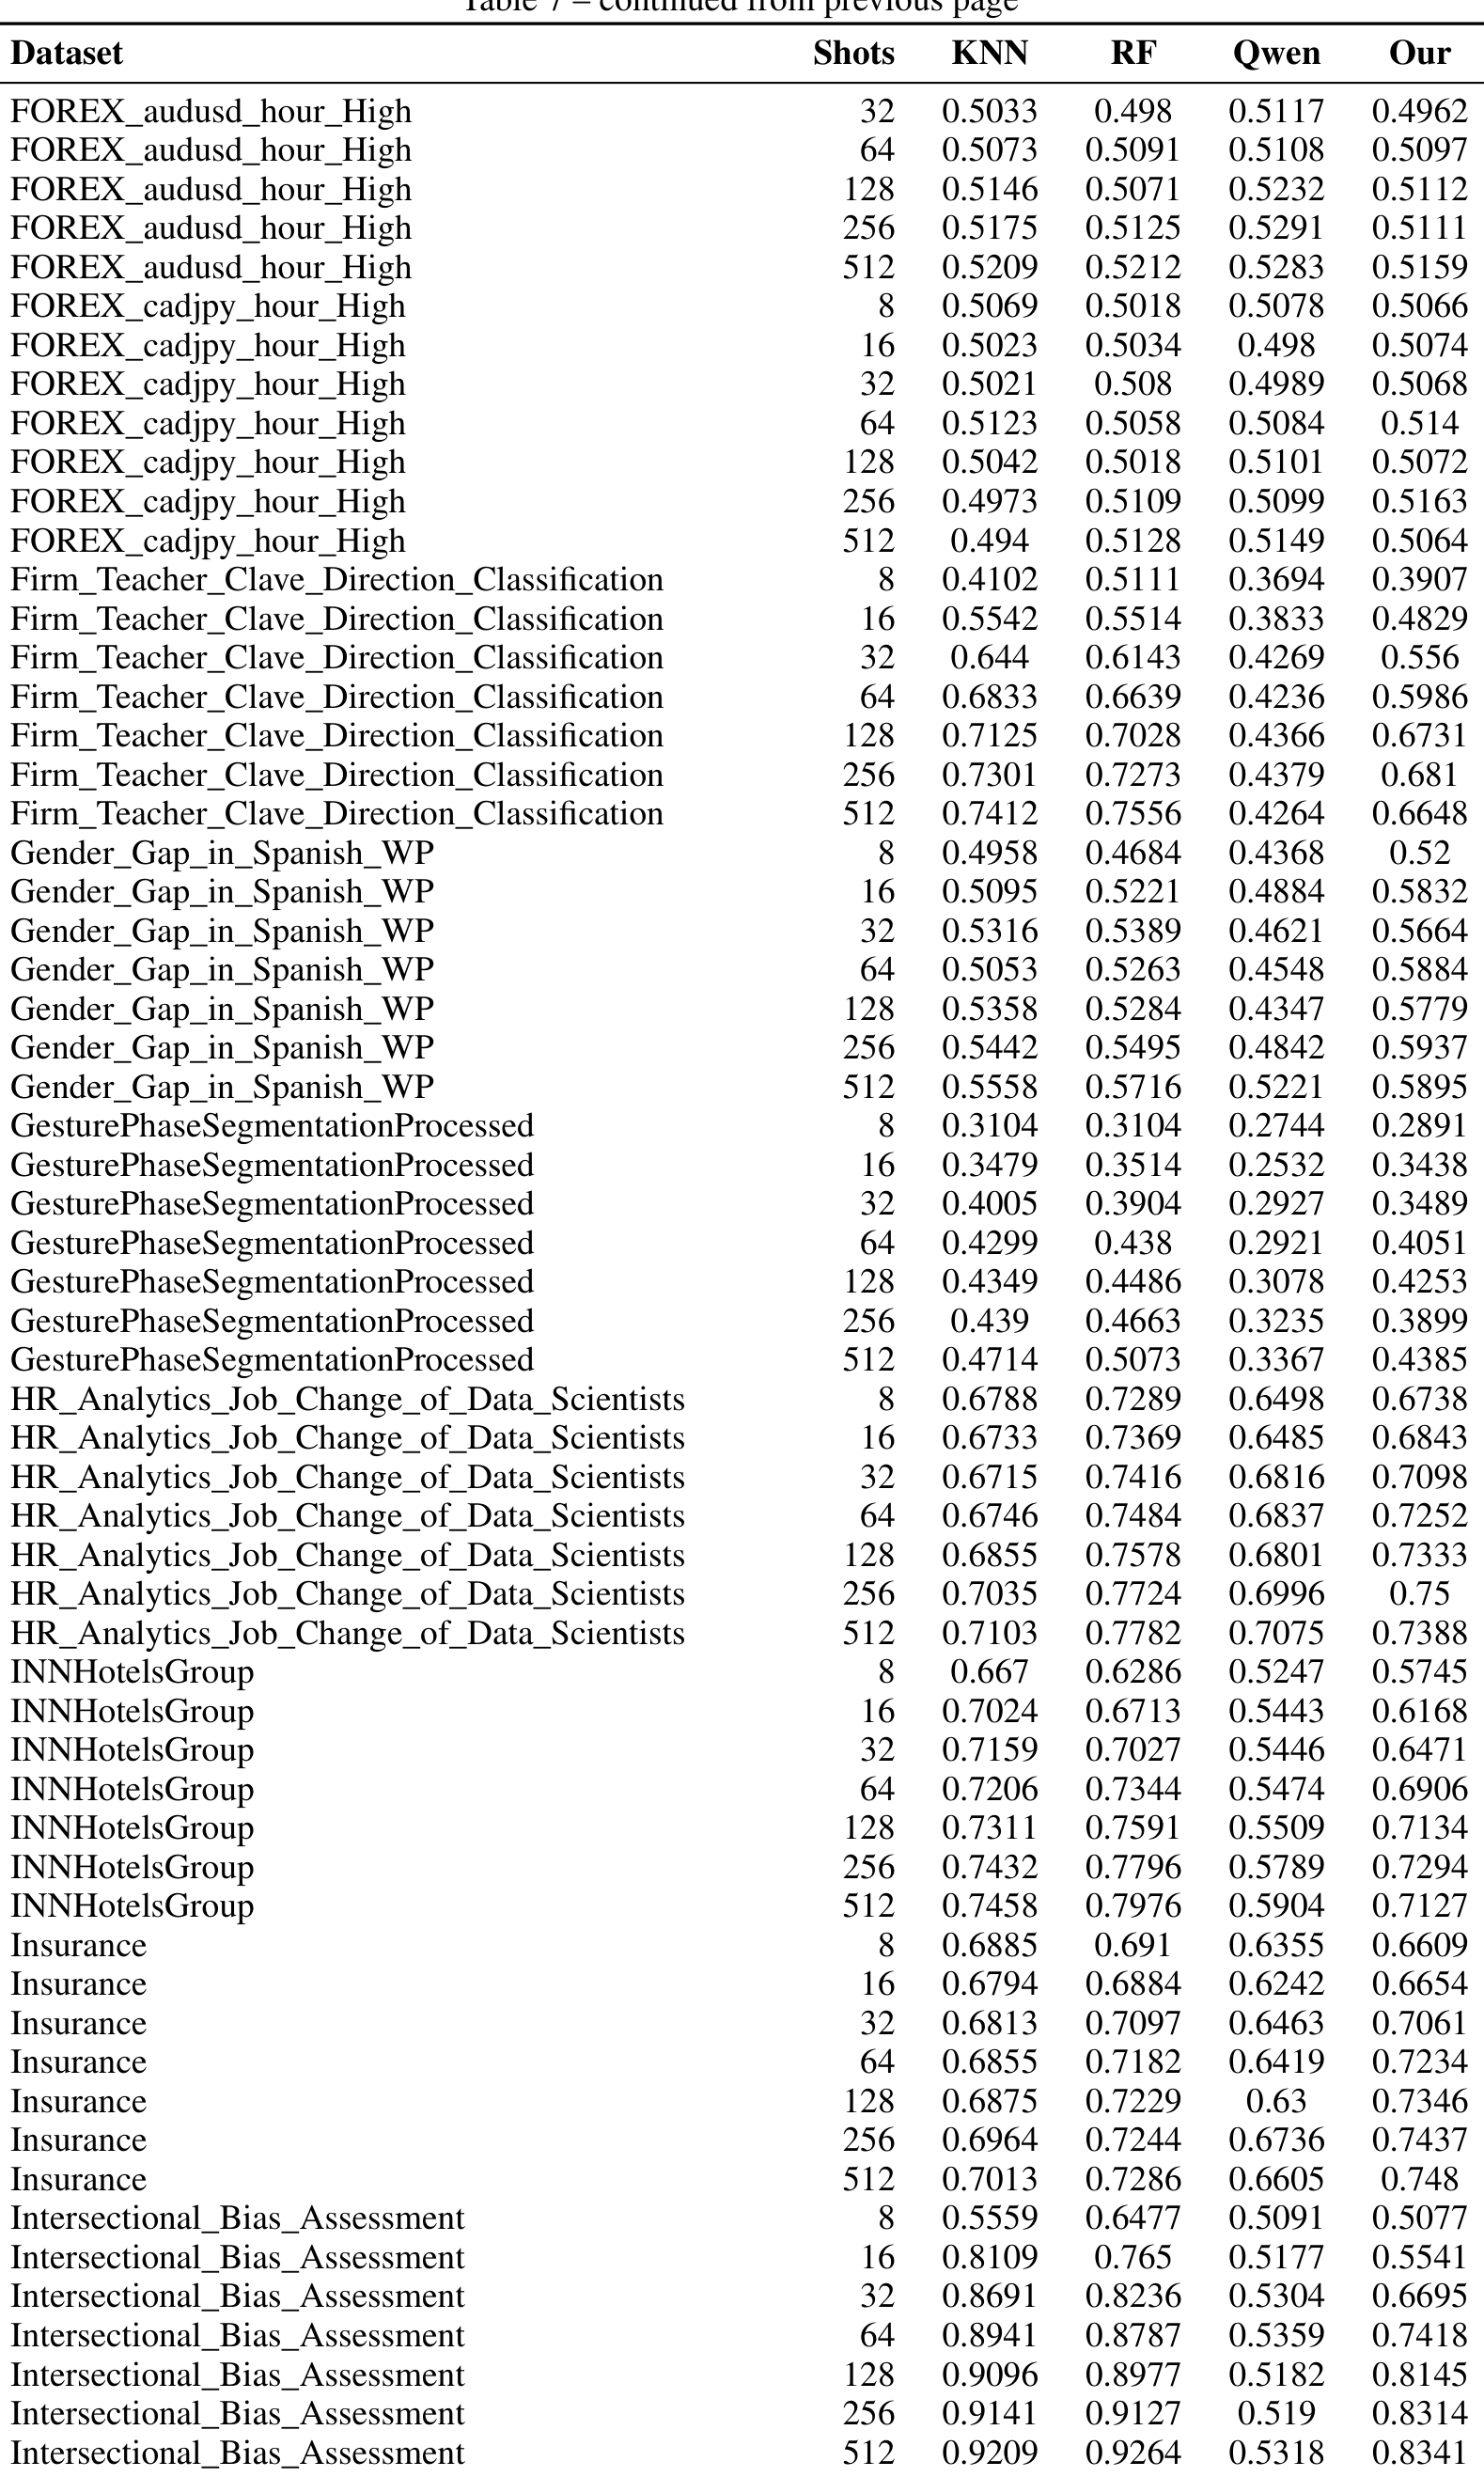 Table 7 – continued from previous page
Dataset Shots KNN RF Qwen Our
FOREX_audusd_hour_High 32 0.5033 0.498 0.5117 0.4962
FOREX_audusd_hour_High 64 0.5073 0.5091 0.5108 0.5097
FOREX_audusd_hour_High 128 0.5146 0.5071 0.5232 0.5112
FOREX_audusd_hour_High 256 0.5175 0.5125 0.5291 0.5111
FOREX_audusd_hour_High 512 0.5209 0.5212 0.5283 0.5159
FOREX_cadjpy_hour_High 8 0.5069 0.5018 0.5078 0.5066
FOREX_cadjpy_hour_High 16 0.5023 0.5034 0.498 0.5074
FOREX_cadjpy_hour_High 32 0.5021 0.508 0.4989 0.5068
FOREX_cadjpy_hour_High 64 0.5123 0.5058 0.5084 0.514
FOREX_cadjpy_hour_High 128 0.5042 0.5018 0.5101 0.5072
FOREX_cadjpy_hour_High 256 0.4973 0.5109 0.5099 0.5163
FOREX_cadjpy_hour_High 512 0.494 0.5128 0.5149 0.5064
Firm_Teacher_Clave_Direction_Classification 8 0.4102 0.5111 0.3694 0.3907
Firm_Teacher_Clave_Direction_Classification 16 0.5542 0.5514 0.3833 0.4829
Firm_Teacher_Clave_Direction_Classification 32 0.644 0.6143 0.4269 0.556
Firm_Teacher_Clave_Direction_Classification 64 0.6833 0.6639 0.4236 0.5986
Firm_Teacher_Clave_Direction_Classification 128 0.7125 0.7028 0.4366 0.6731
Firm_Teacher_Clave_Direction_Classification 256 0.7301 0.7273 0.4379 0.681
Firm_Teacher_Clave_Direction_Classification 512 0.7412 0.7556 0.4264 0.6648
Gender_Gap_in_Spanish_WP 8 0.4958 0.4684 0.4368 0.52
Gender_Gap_in_Spanish_WP 16 0.5095 0.5221 0.4884 0.5832
Gender_Gap_in_Spanish_WP 32 0.5316 0.5389 0.4621 0.5664
Gender_Gap_in_Spanish_WP 64 0.5053 0.5263 0.4548 0.5884
Gender_Gap_in_Spanish_WP 128 0.5358 0.5284 0.4347 0.5779
Gender_Gap_in_Spanish_WP 256 0.5442 0.5495 0.4842 0.5937
Gender_Gap_in_Spanish_WP 512 0.5558 0.5716 0.5221 0.5895
GesturePhaseSegmentationProcessed 8 0.3104 0.3104 0.2744 0.2891
GesturePhaseSegmentationProcessed 16 0.3479 0.3514 0.2532 0.3438
GesturePhaseSegmentationProcessed 32 0.4005 0.3904 0.2927 0.3489
GesturePhaseSegmentationProcessed 64 0.4299 0.438 0.2921 0.4051
GesturePhaseSegmentationProcessed 128 0.4349 0.4486 0.3078 0.4253
GesturePhaseSegmentationProcessed 256 0.439 0.4663 0.3235 0.3899
GesturePhaseSegmentationProcessed 512 0.4714 0.5073 0.3367 0.4385
HR_Analytics_Job_Change_of_Data_Scientists 8 0.6788 0.7289 0.6498 0.6738
HR_Analytics_Job_Change_of_Data_Scientists 16 0.6733 0.7369 0.6485 0.6843
HR_Analytics_Job_Change_of_Data_Scientists 32 0.6715 0.7416 0.6816 0.7098
HR_Analytics_Job_Change_of_Data_Scientists 64 0.6746 0.7484 0.6837 0.7252
HR_Analytics_Job_Change_of_Data_Scientists 128 0.6855 0.7578 0.6801 0.7333
HR_Analytics_Job_Change_of_Data_Scientists 256 0.7035 0.7724 0.6996 0.75
HR_Analytics_Job_Change_of_Data_Scientists 512 0.7103 0.7782 0.7075 0.7388
INNHotelsGroup 8 0.667 0.6286 0.5247 0.5745
INNHotelsGroup 16 0.7024 0.6713 0.5443 0.6168
INNHotelsGroup 32 0.7159 0.7027 0.5446 0.6471
INNHotelsGroup 64 0.7206 0.7344 0.5474 0.6906
INNHotelsGroup 128 0.7311 0.7591 0.5509 0.7134
INNHotelsGroup 256 0.7432 0.7796 0.5789 0.7294
INNHotelsGroup 512 0.7458 0.7976 0.5904 0.7127
Insurance 8 0.6885 0.691 0.6355 0.6609
Insurance 16 0.6794 0.6884 0.6242 0.6654
Insurance 32 0.6813 0.7097 0.6463 0.7061
Insurance 64 0.6855 0.7182 0.6419 0.7234
Insurance 128 0.6875 0.7229 0.63 0.7346
Insurance 256 0.6964 0.7244 0.6736 0.7437
Insurance 512 0.7013 0.7286 0.6605 0.748
Intersectional_Bias_Assessment 8 0.5559 0.6477 0.5091 0.5077
Intersectional_Bias_Assessment 16 0.8109 0.765 0.5177 0.5541
Intersectional_Bias_Assessment 32 0.8691 0.8236 0.5304 0.6695
Intersectional_Bias_Assessment 64 0.8941 0.8787 0.5359 0.7418
Intersectional_Bias_Assessment 128 0.9096 0.8977 0.5182 0.8145
Intersectional_Bias_Assessment 256 0.9141 0.9127 0.519 0.8314
Intersectional_Bias_Assessment 512 0.9209 0.9264 0.5318 0.8341